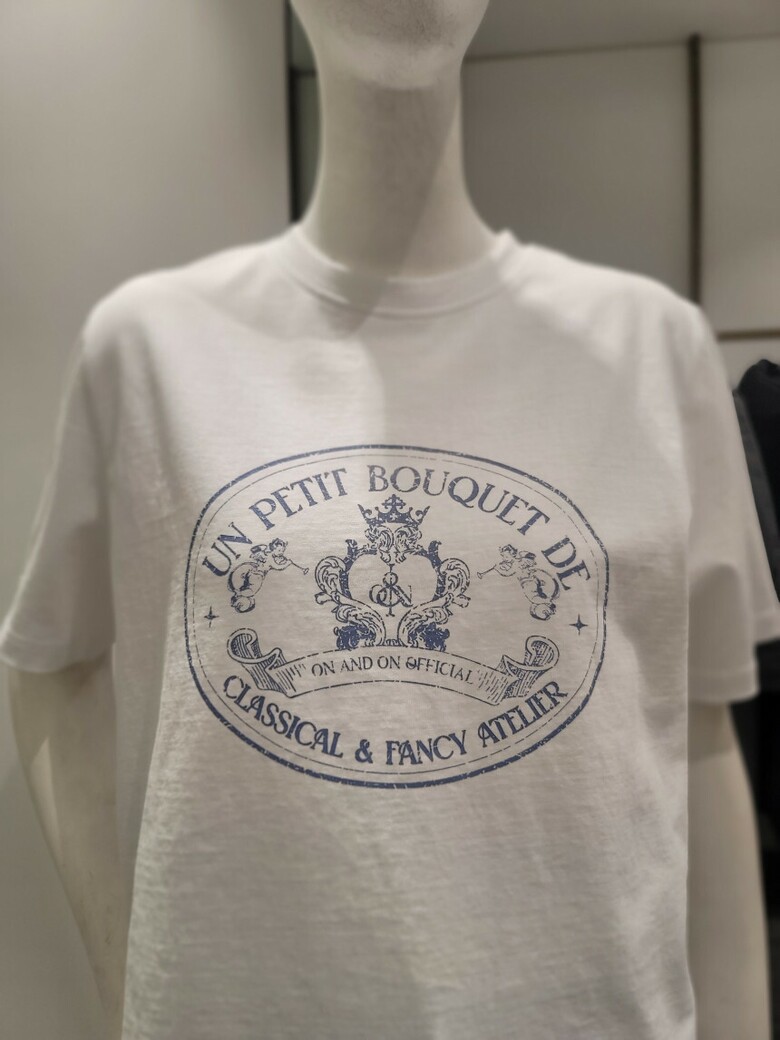 UN PETIT BOUQUET DE
ON AND ON OFFICIAL
CLASSICAL & FANCY ATELIER